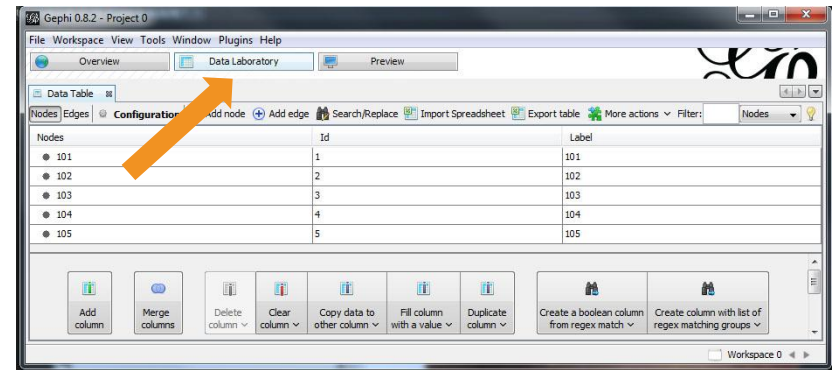 Gephi 0.8.2 - Project 0
File Workspace View Tools Window Plugins Help
Overview Data Laboratory Preview
Data Table
Nodes Edges Configuration Add node Add edge Search/Replace Import Spreadsheet Export table More actions Filter: Nodes
Nodes Id Label
101 1 101
102 2 102
103 3 103
104 4 104
105 5 105
Add column Merge columns Delete column Clear column Copy data to other column Fill column with a value Duplicate column Create a boolean column from regex match Create column with list of regex matching groups
Workspace 0